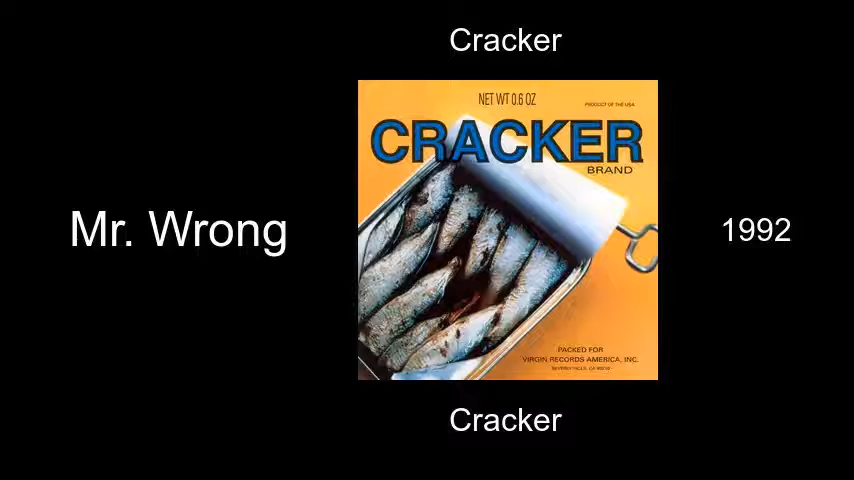 Cracker
NET WT 0.6 OZ
PRODUCT OF THE USA
CRACKER
BRAND
Mr. Wrong
1992
PACKED FOR
VIRGIN RECORDS AMERICA, INC.
Cracker